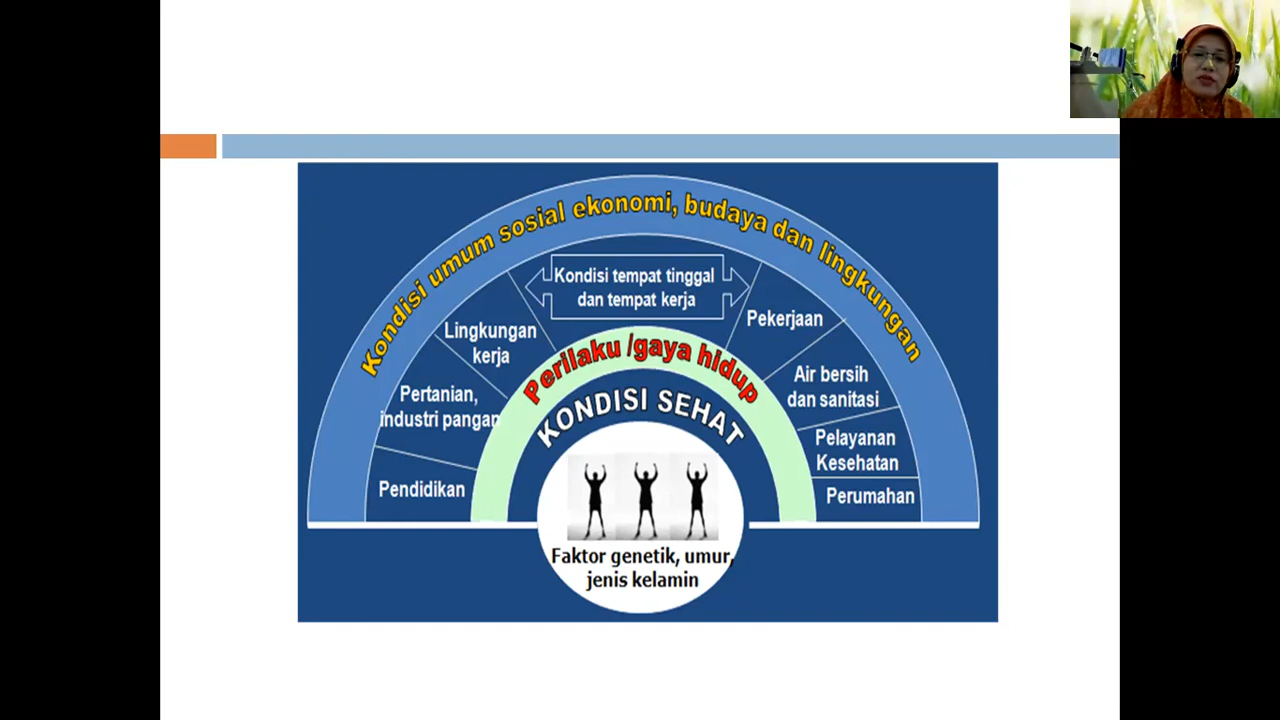 Kondisi umum sosial ekonomi, budaya dan lingkungan
Kondisi tempat tinggal
dan tempat kerja
Lingkungan
kerja
Pekerjaan
Pertanian,
industri pangan
Air bersih
dan sanitasi
Pendidikan
Pelayanan
Kesehatan
Perumahan
Perilaku /gaya hidup
KONDISI SEHAT
Faktor genetik, umur,
jenis kelamin